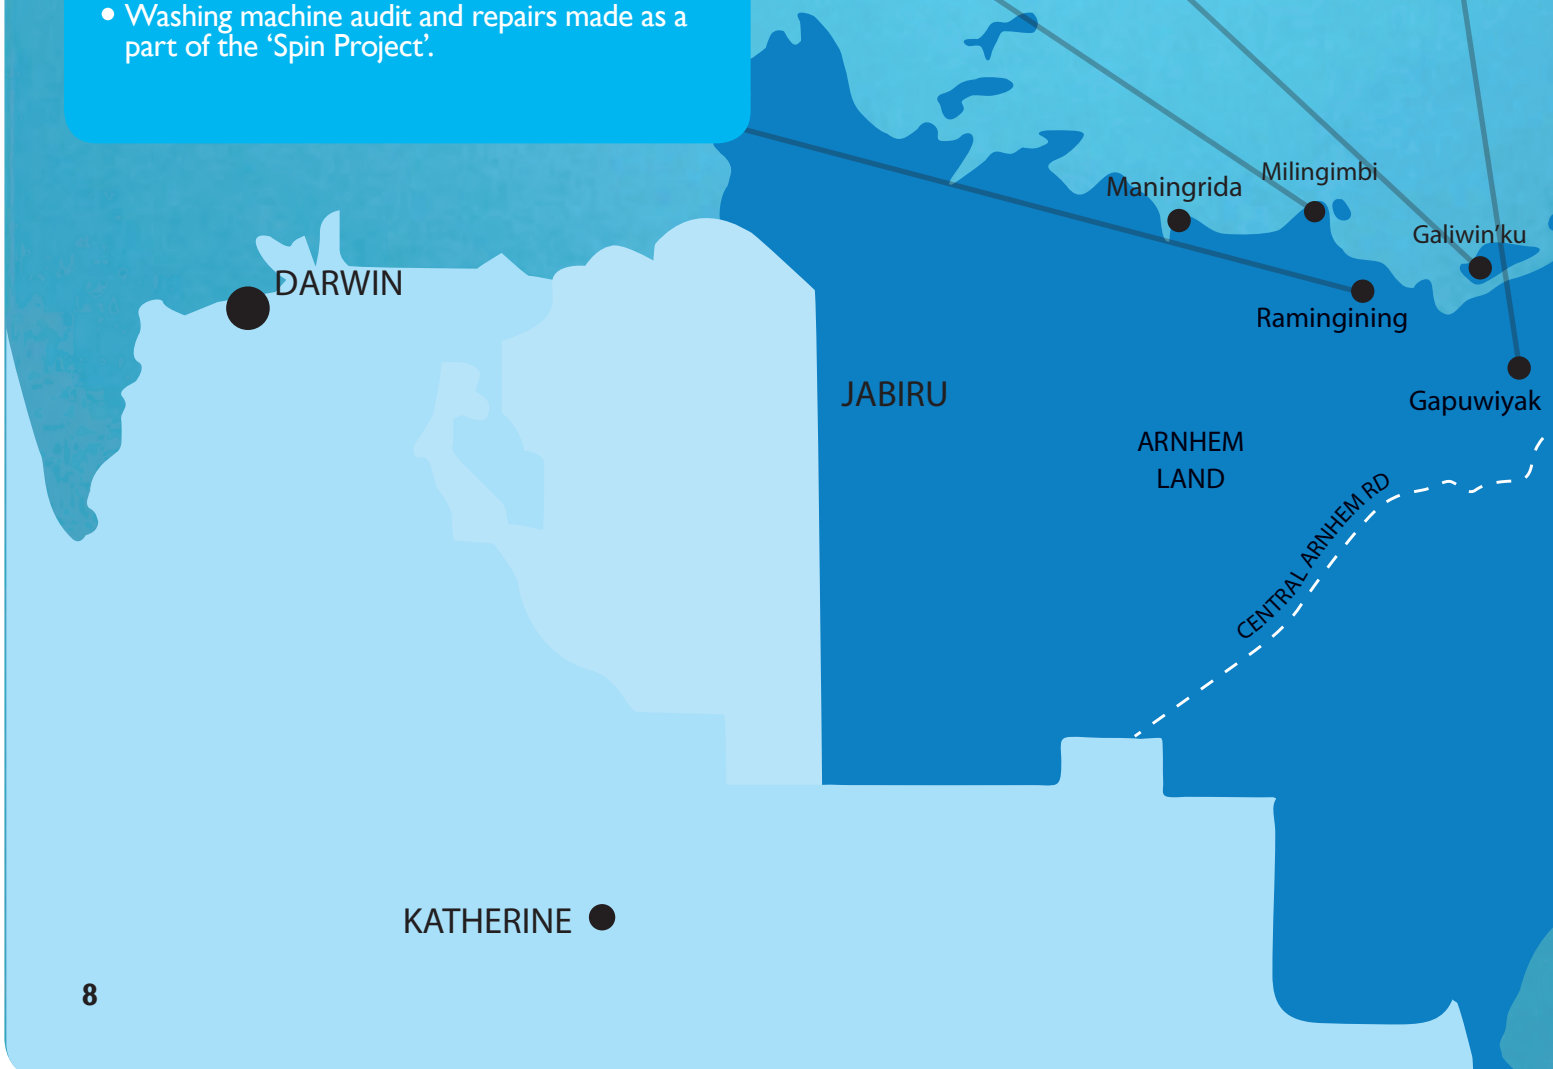 • Washing machine audit and repairs made as a
part of the ‘Spin Project’.
Maningrida
Milingimbi
Galiwin’ku
DARWIN
Ramingining
JABIRU
Gapuwiyak
ARNHEM
LAND
CENTRAL ARNHEM RD
KATHERINE
8